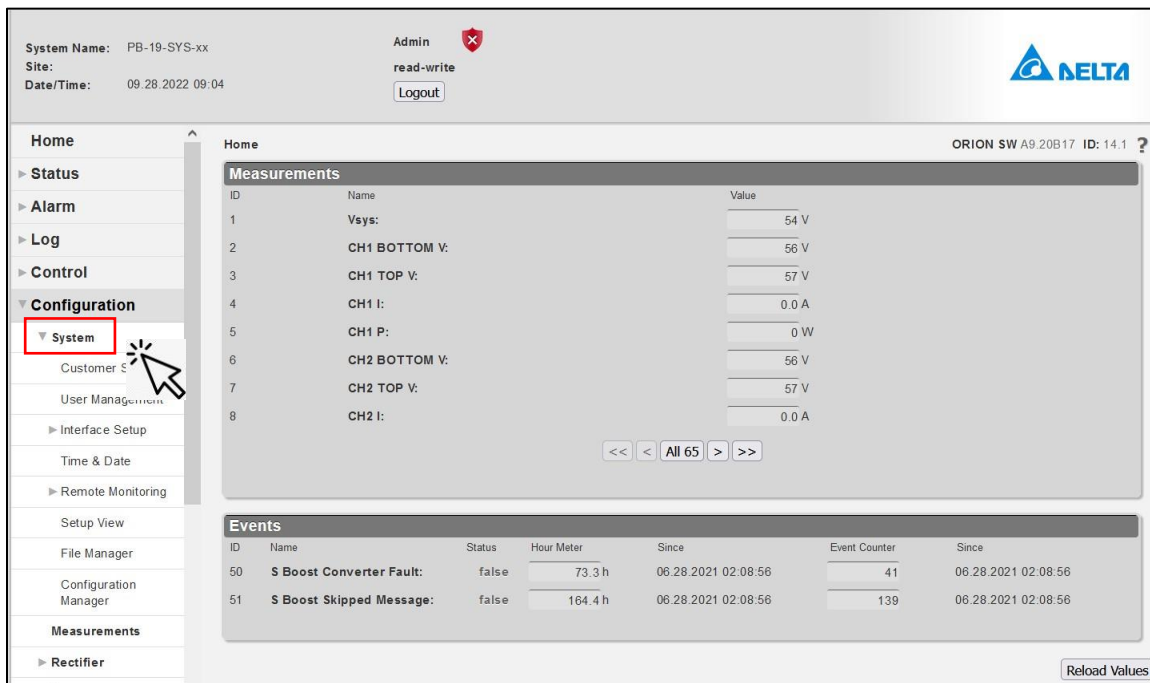 System Name: PB-19-SYS-xx
Site:
Date/Time: 09.28.2022 09:04
Admin
read-write
Logout
DELTA
Home
Status
Alarm
Log
Control
Configuration
System
Customer S
User Management
Interface Setup
Time & Date
Remote Monitoring
Setup View
File Manager
Configuration
Manager
Measurements
Rectifier
Home ORION SW A9.20B17 ID: 14.1 ?
Measurements
ID Name Value
1 Vsys: 54 V
2 CH1 BOTTOM V: 56 V
3 CH1 TOP V: 57 V
4 CH1 I: 0.0 A
5 CH1 P: 0 W
6 CH2 BOTTOM V: 56 V
7 CH2 TOP V: 57 V
8 CH2 I: 0.0 A
<< < All 65 > >>
Events
ID Name Status Hour Meter Since Event Counter Since
50 S Boost Converter Fault: false 73.3 h 06.28.2021 02:08:56 41 06.28.2021 02:08:56
51 S Boost Skipped Message: false 164.4 h 06.28.2021 02:08:56 139 06.28.2021 02:08:56
Reload Values